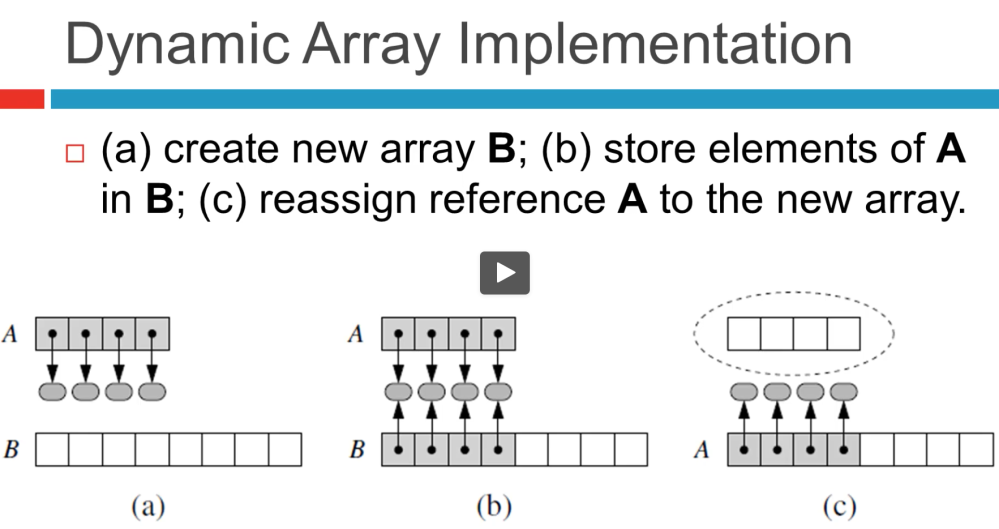 Dynamic Array Implementation
(a) create new array B; (b) store elements of A
in B; (c) reassign reference A to the new array.
A
A
B
B
A
(a)
(b)
(c)